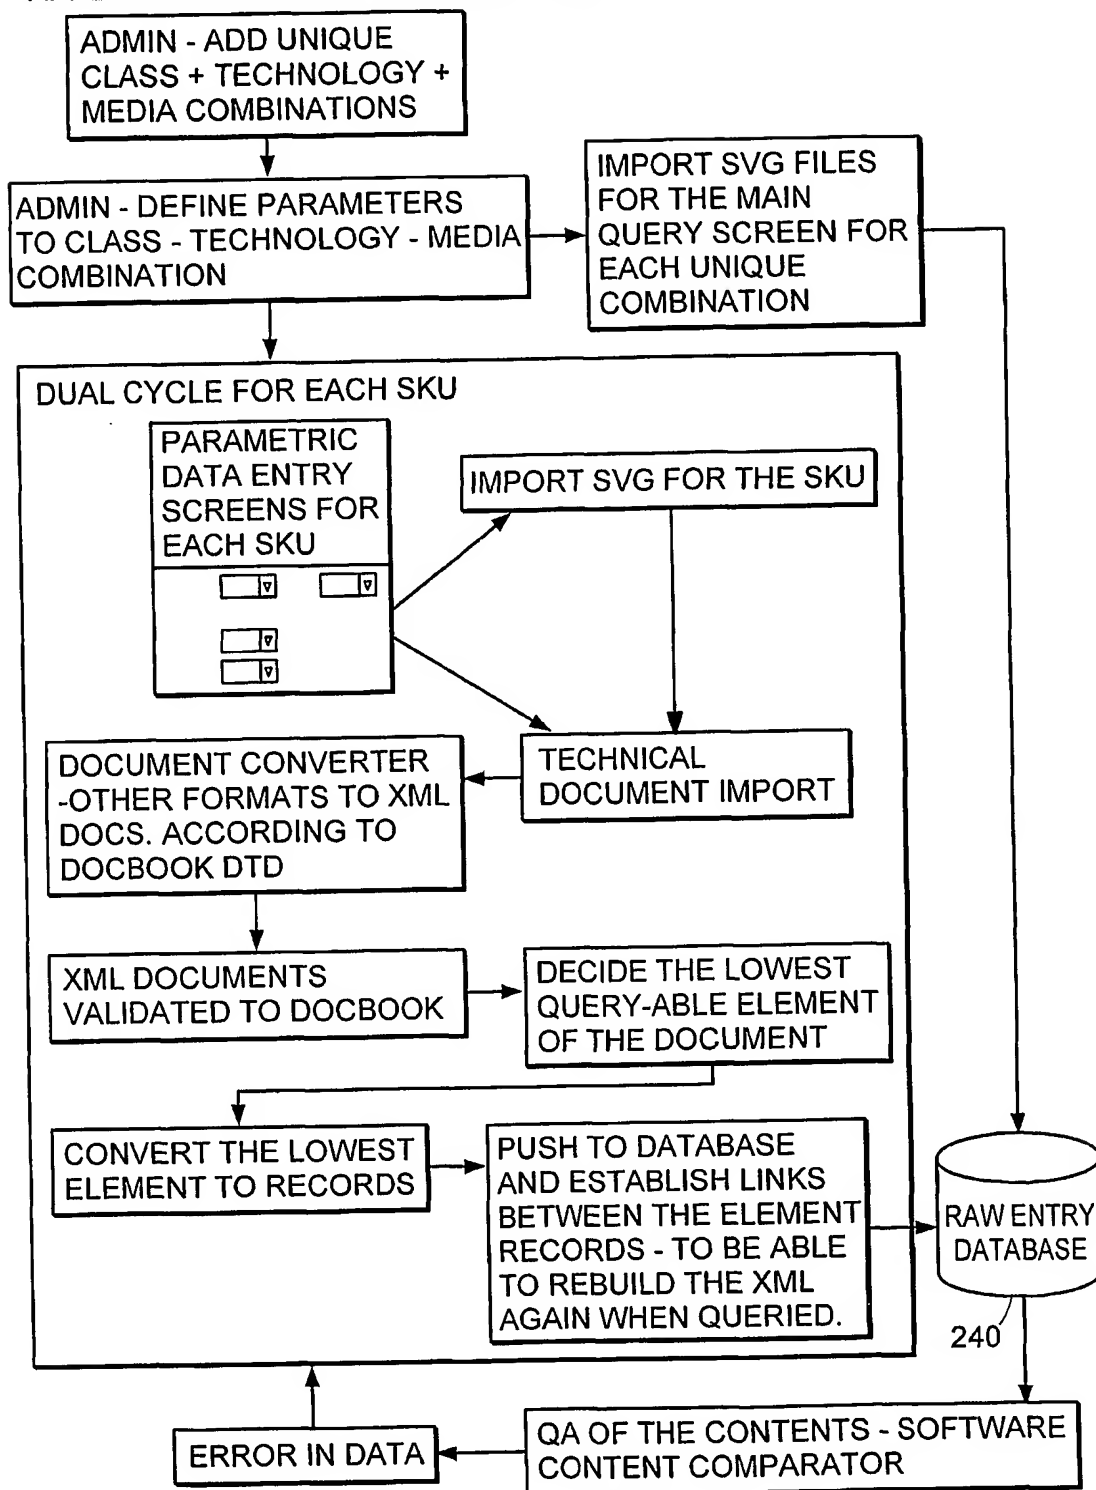 ADMIN - ADD UNIQUE
CLASS + TECHNOLOGY +
MEDIA COMBINATIONS
ADMIN - DEFINE PARAMETERS
TO CLASS - TECHNOLOGY - MEDIA
COMBINATION
IMPORT SVG FILES
FOR THE MAIN
QUERY SCREEN FOR
EACH UNIQUE
COMBINATION
DUAL CYCLE FOR EACH SKU
PARAMETRIC
DATA ENTRY
SCREENS FOR
EACH SKU
IMPORT SVG FOR THE SKU
TECHNICAL
DOCUMENT IMPORT
DOCUMENT CONVERTER
-OTHER FORMATS TO XML
DOCS. ACCORDING TO
DOCBOOK DTD
XML DOCUMENTS
VALIDATED TO DOCBOOK
DECIDE THE LOWEST
QUERY-ABLE ELEMENT
OF THE DOCUMENT
CONVERT THE LOWEST
ELEMENT TO RECORDS
PUSH TO DATABASE
AND ESTABLISH LINKS
BETWEEN THE ELEMENT
RECORDS - TO BE ABLE
TO REBUILD THE XML
AGAIN WHEN QUERIED.
RAW ENTRY
DATABASE
240
QA OF THE CONTENTS - SOFTWARE
CONTENT COMPARATOR
ERROR IN DATA